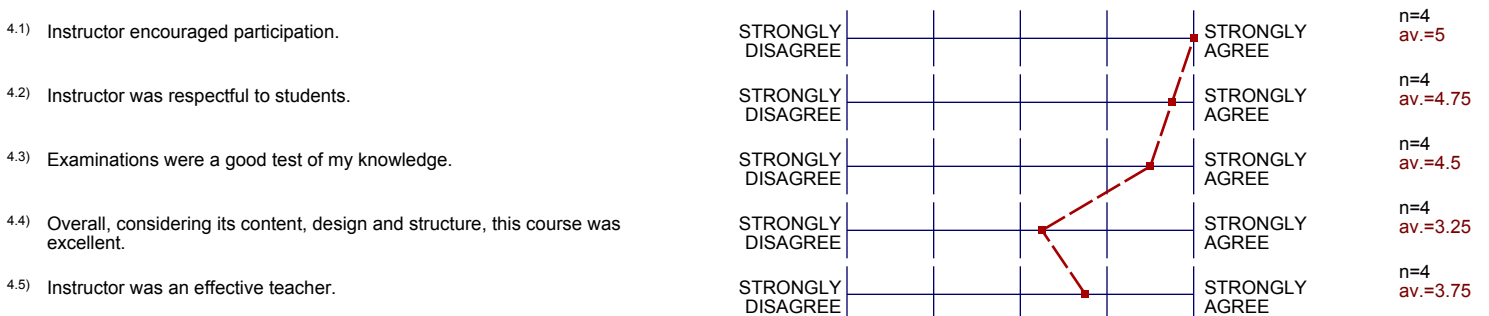 4.1) Instructor encouraged participation. STRONGLY DISAGREE STRONGLY AGREE n=4 av.=5
4.2) Instructor was respectful to students. STRONGLY DISAGREE STRONGLY AGREE n=4 av.=4.75
4.3) Examinations were a good test of my knowledge. STRONGLY DISAGREE STRONGLY AGREE n=4 av.=4.5
4.4) Overall, considering its content, design and structure, this course was excellent. STRONGLY DISAGREE STRONGLY AGREE n=4 av.=3.25
4.5) Instructor was an effective teacher. STRONGLY DISAGREE STRONGLY AGREE n=4 av.=3.75